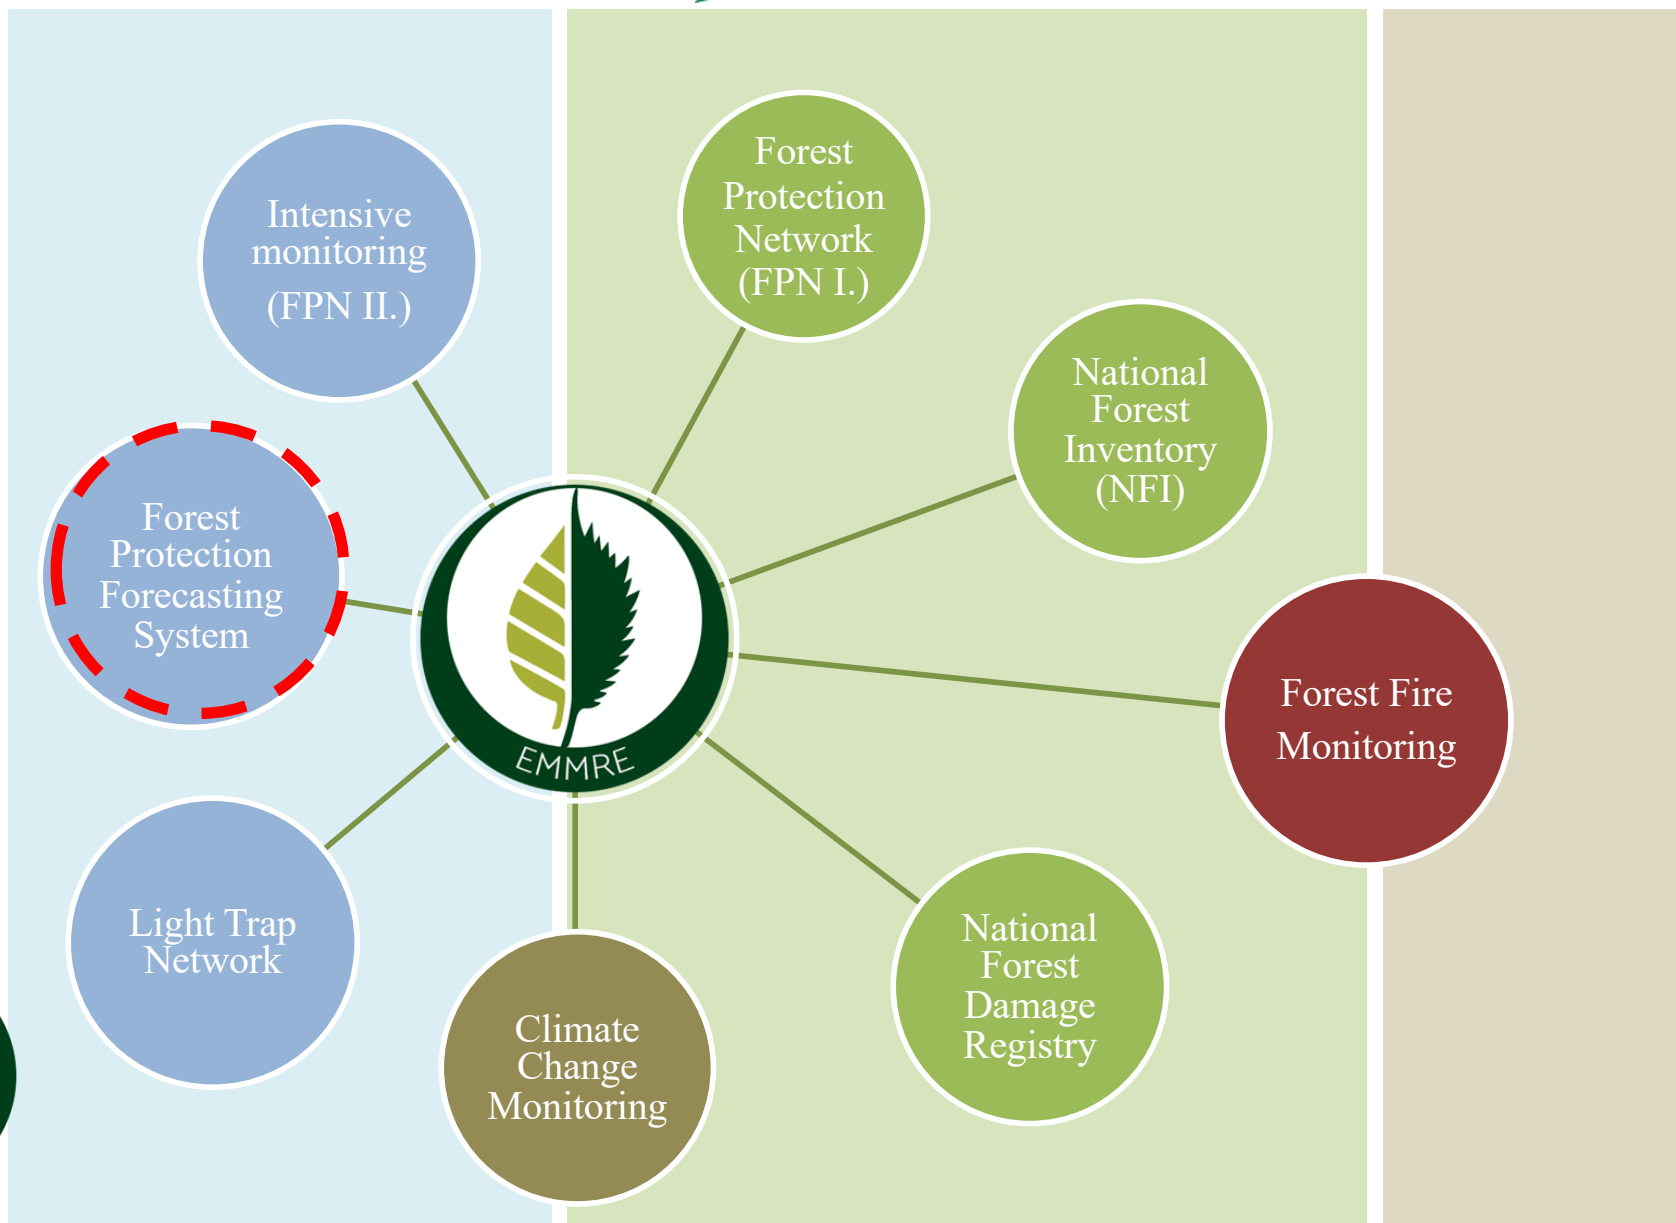 Intensive
monitoring
(FPN II.)
Forest
Protection
Network
(FPN I.)
National
Forest
Inventory
(NFI)
Forest
Protection
Forecasting
System
EMMRE
Forest Fire
Monitoring
Light Trap
Network
Climate
Change
Monitoring
National
Forest
Damage
Registry